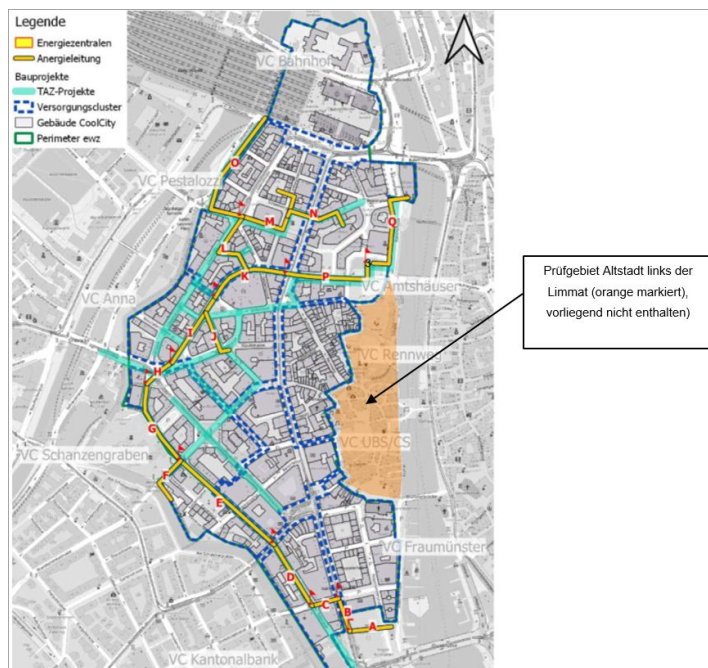 Legende
Energiezentralen
Anergieleitung
Bauprojekte
TAZ-Projekte
Versorgungscluster
Gebäude CoolCity
Perimeter ewz
VC Bahnhof
VC Pestalozzi
O
M
N
Q
L
K
P
VC Anna
VC Amtshäuser
Prüfgebiet Altstadt links der
Limmat (orange markiert),
vorliegend nicht enthalten)
I
J
VC Rennweg
H
G
VC UBS/CS
VC Schanzengraben
F
E
VC Fraumünster
D
C
B
A
VC Kantonalbank